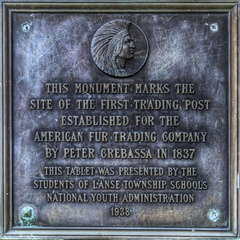 THIS MONUMENT MARKS THE
SITE OF THE FIRST TRADING POST
ESTABLISHED FOR THE
AMERICAN FUR TRADING COMPANY
BY PETER CREBASSA IN 1837
THIS TABLET WAS PRESENTED BY THE
STUDENTS OF L'ANSE TOWNSHIP SCHOOLS
NATIONAL YOUTH ADMINISTRATION
1938